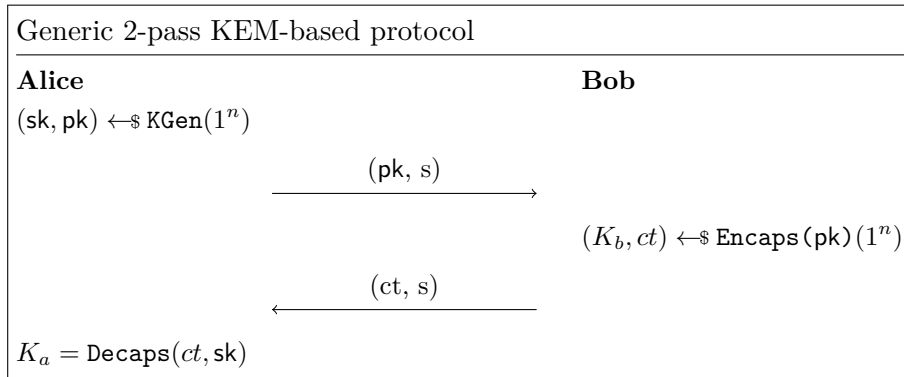 Generic 2-pass KEM-based protocol
Alice Bob
(sk, pk) ←$ KGen(1^n)
(pk, s)
(K_b, ct) ←$ Encaps(pk)(1^n)
(ct, s)
K_a = Decaps(ct, sk)